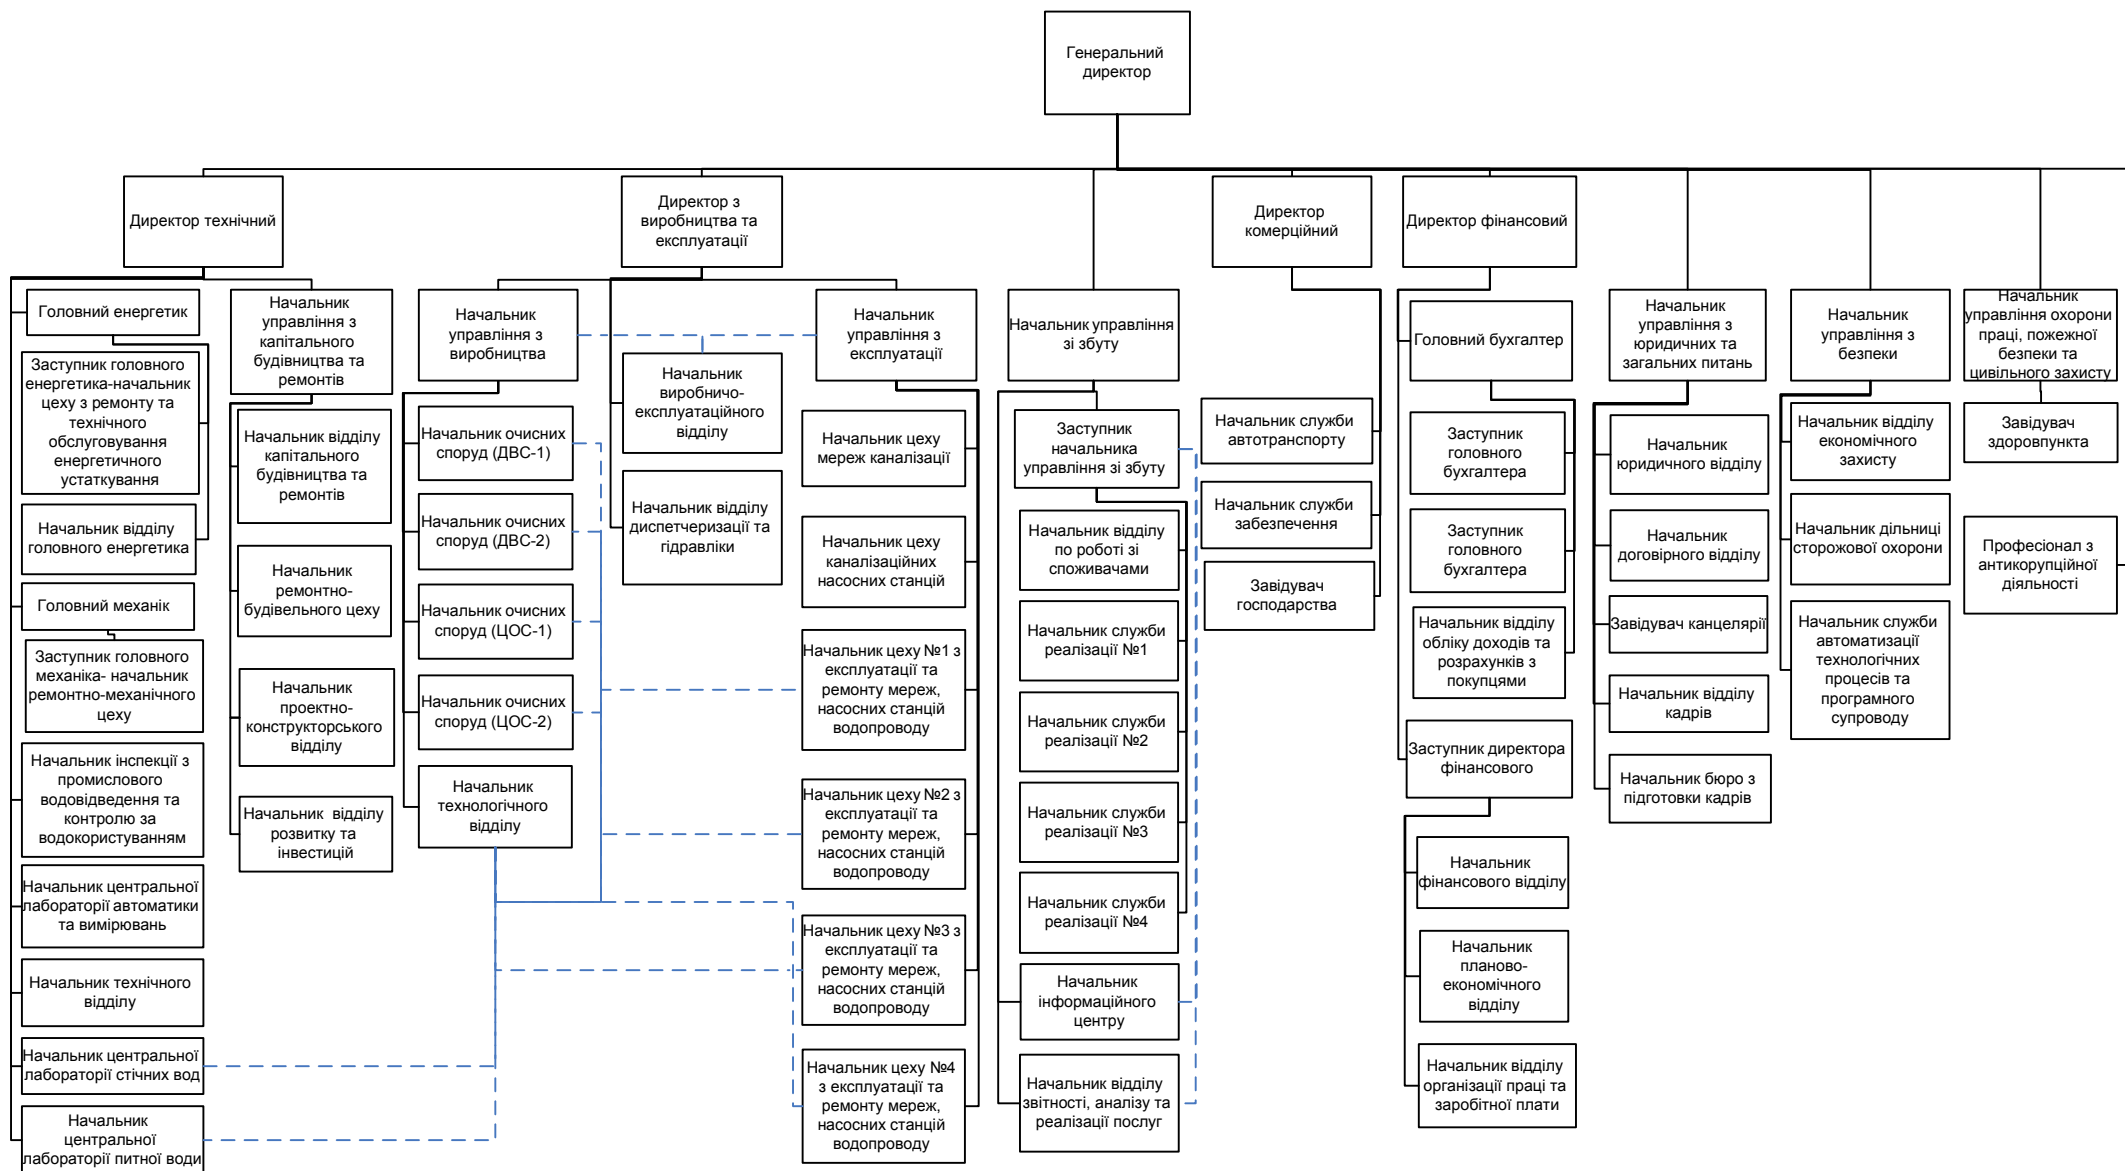 Генеральний
директор
Директор технічний
Директор з
виробництва та
експлуатації
Директор
комерційний
Директор фінансовий
Головний енергетик
Заступник головного
енергетика-начальник
цеху з ремонту та
технічного
обслуговування
енергетичного
устаткування
Начальник відділу
головного енергетика
Головний механік
Заступник головного
механіка- начальник
ремонтно-механічного
цеху
Начальник інспекції з
промислового
водовідведення та
контролю за
водокористуванням
Начальник центральної
лабораторії автоматики
та вимірювань
Начальник технічного
відділу
Начальник центральної
лабораторії стічних вод
Начальник
центральної
лабораторії питної води
Начальник
управління з
капітального
будівництва та
ремонтів
Начальник відділу
капітального
будівництва та
ремонтів
Начальник
ремонтно-
будівельного цеху
Начальник
проектно-
конструкторського
відділу
Начальник відділу
розвитку та
інвестицій
Начальник
управління з
виробництва
Начальник очисних
споруд (ДВС-1)
Начальник очисних
споруд (ДВС-2)
Начальник очисних
споруд (ЦОС-1)
Начальник очисних
споруд (ЦОС-2)
Начальник
технологічного
відділу
Начальник
виробничо-
експлуатаційного
відділу
Начальник відділу
диспетчеризації та
гідравліки
Начальник
управління з
експлуатації
Начальник цеху
мереж каналізації
Начальник цеху
каналізаційних
насосних станцій
Начальник цеху №1 з
експлуатації та
ремонту мереж,
насосних станцій
водопроводу
Начальник цеху №2 з
експлуатації та
ремонту мереж,
насосних станцій
водопроводу
Начальник цеху №3 з
експлуатації та
ремонту мереж,
насосних станцій
водопроводу
Начальник цеху №4
з експлуатації та
ремонту мереж,
насосних станцій
водопроводу
Начальник управління
зі збуту
Заступник
начальника
управління зі збуту
Начальник відділу
по роботі зі
споживачами
Начальник служби
реалізації №1
Начальник служби
реалізації №2
Начальник служби
реалізації №3
Начальник служби
реалізації №4
Начальник
інформаційного
центру
Начальник відділу
звітності, аналізу та
реалізації послуг
Начальник служби
автотранспорту
Начальник служби
забезпечення
Завідувач
господарства
Головний бухгалтер
Заступник
головного
бухгалтера
Заступник
головного
бухгалтера
Начальник відділу
обліку доходів та
розрахунків з
покупцями
Заступник директора
фінансового
Начальник
фінансового відділу
Начальник
планово-
економічного
відділу
Начальник відділу
організації праці та
заробітної плати
Начальник
управління з
юридичних та
загальних питань
Начальник
юридичного відділу
Начальник
договірного відділу
Завідувач канцелярії
Начальник відділу
кадрів
Начальник бюро з
підготовки кадрів
Начальник
управління з
безпеки
Начальник відділу
економічного
захисту
Начальник дільниці
сторожової охорони
Начальник служби
автоматизації
технологічних
процесів та
програмного
супроводу
Начальник
управління охорони
праці, пожежної
безпеки та
цивільного захисту
Завідувач
здоровпункта
Професіонал з
антикорупційної
діяльності